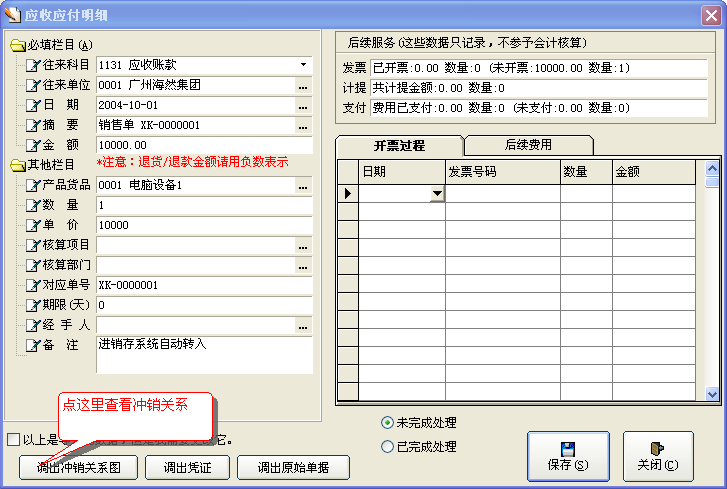 应收应付明细
必填栏目(A)
往来科目 1131 应收账款
往来单位 0001 广州海然集团 ...
日 期 2004-10-01 ...
摘 要 销售单 XK-0000001 ...
金 额 10000.00
其他栏目 *注意：退货/退款金额请用负数表示
产品货品 0001 电脑设备1 ...
数 量 1
单 价 10000
核算项目 ...
核算部门 ...
对应单号 XK-0000001
期限(天) 0
经 手 人 ...
备 注 进销存系统自动转入
点这里查看冲销关系
以上是 它。
调出冲销关系图 调出凭证 调出原始单据
后续服务(这些数据只记录，不参予会计核算)
发票 已开票:0.00 数量:0 (未开票:10000.00 数量:1)
计提 共计提金额:0.00 数量:0
支付 费用已支付:0.00 数量:0 (未支付:0.00 数量:0)
开票过程 后续费用
日期 发票号码 数量 金额
未完成处理
已完成处理
保存(S) 关闭(C)